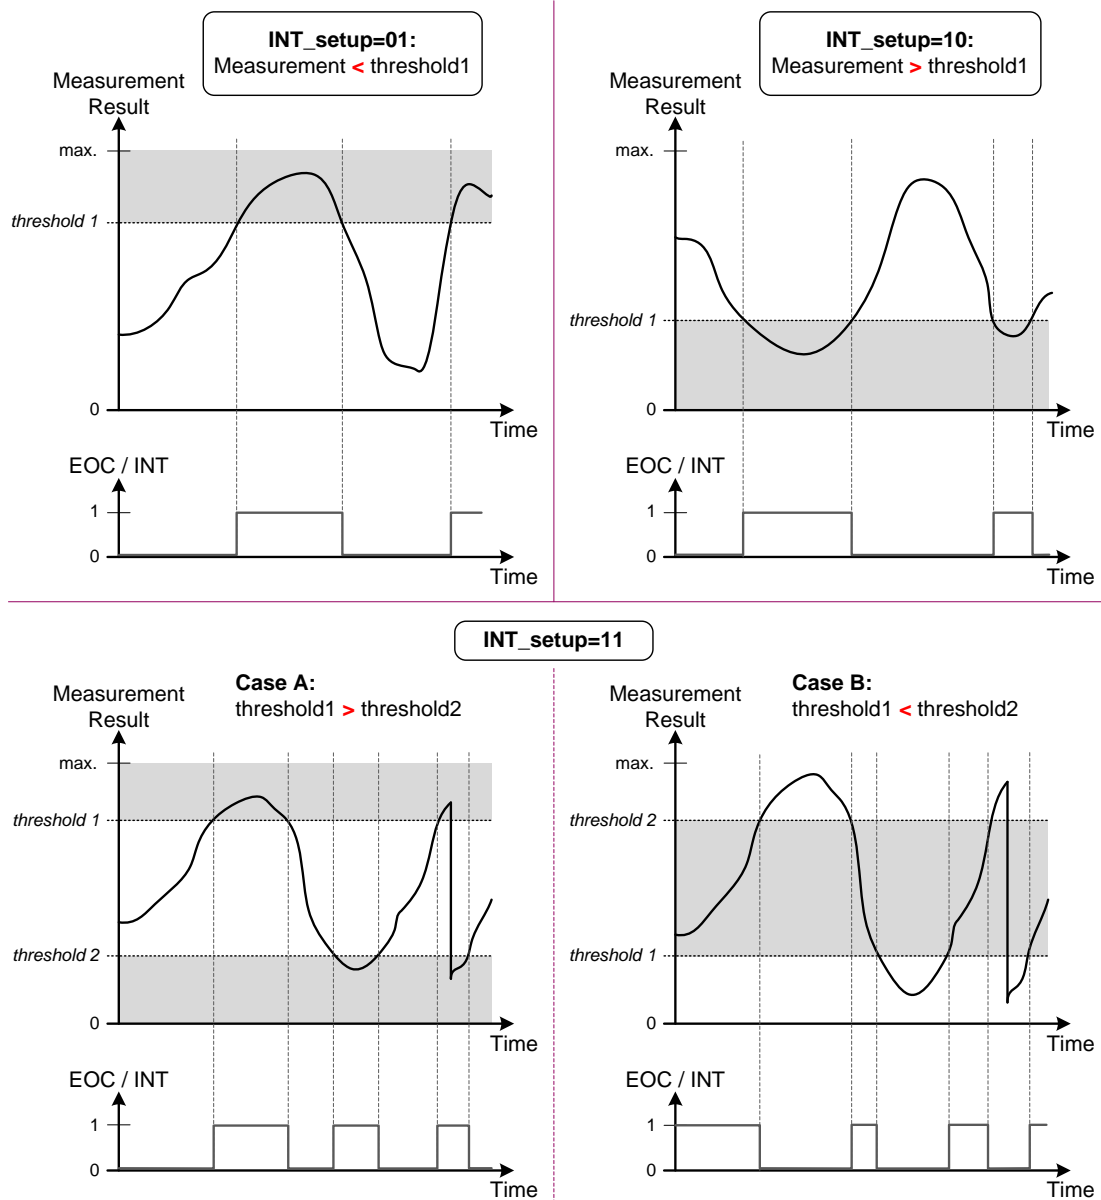 INT_setup=01:
Measurement < threshold1
Measurement
Result
max.
threshold 1
0
Time
EOC / INT
1
0
Time
INT_setup=10:
Measurement > threshold1
Measurement
Result
max.
threshold 1
0
Time
EOC / INT
1
0
Time
INT_setup=11
Case A:
threshold1 > threshold2
Measurement
Result
max.
threshold 1
threshold 2
0
Time
EOC / INT
1
0
Time
Case B:
threshold1 < threshold2
Measurement
Result
max.
threshold 2
threshold 1
0
Time
EOC / INT
1
0
Time